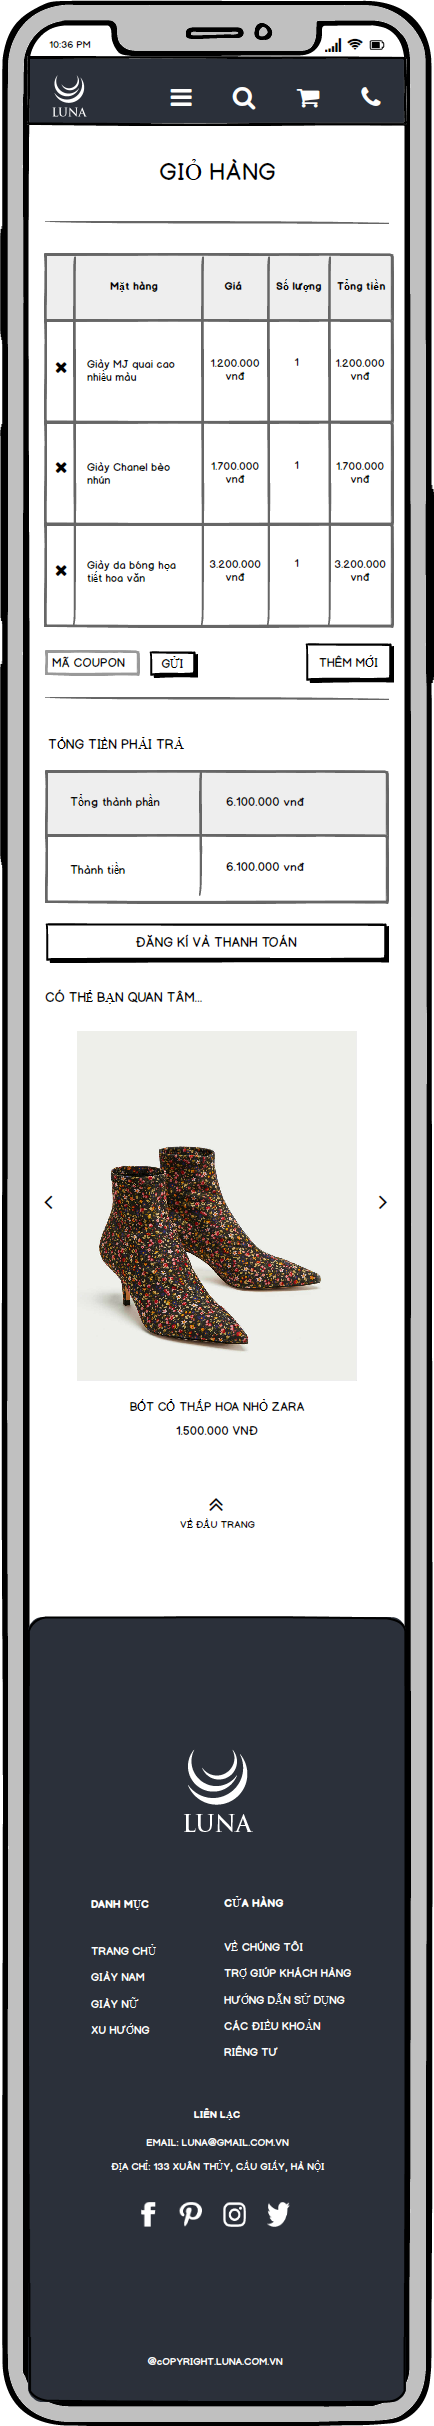 10:36 PM
LUNA
GIỎ HÀNG
Mặt hàng Giá Số lượng Tổng tiền
Giày MJ quai cao
nhiều màu
1.200.000
vnđ
1
1.200.000
vnđ
Giày Chanel bèo
nhún
1.700.000
vnđ
1
1.700.000
vnđ
Giày da bóng họa
tiết hoa văn
3.200.000
vnđ
1
3.200.000
vnđ
MÃ COUPON GỬI THÊM MỚI
TỔNG TIỀN PHẢI TRẢ
Tổng thành phần 6.100.000 vnđ
Thành tiền 6.100.000 vnđ
ĐĂNG KÍ VÀ THANH TOÁN
CÓ THỂ BẠN QUAN TÂM...
BỐT CỔ THẤP HOA NHỎ ZARA
1.500.000 VNĐ
VỀ ĐẦU TRANG
LUNA
DANH MỤC
TRANG CHỦ
GIÀY NAM
GIÀY NỮ
XU HƯỚNG
CỬA HÀNG
VỀ CHÚNG TÔI
TRỢ GIÚP KHÁCH HÀNG
HƯỚNG DẪN SỬ DỤNG
CÁC ĐIỀU KHOẢN
RIÊNG TƯ
LIÊN LẠC
EMAIL: LUNA@GMAIL.COM.VN
ĐỊA CHỈ: 133 XUÂN THỦY, CẦU GIẤY, HÀ NỘI
@cOPYRIGHT.LUNA.COM.VN